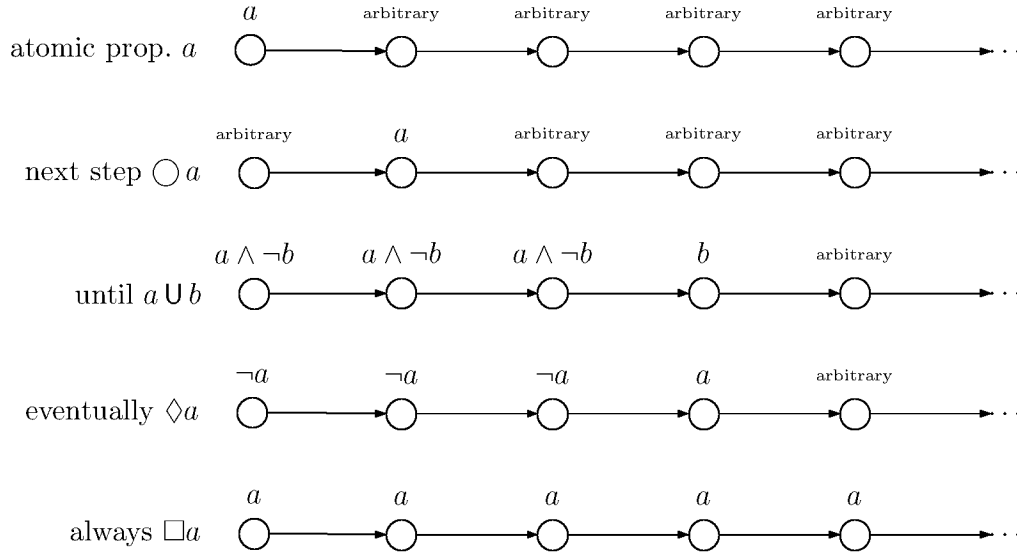 a arbitrary arbitrary arbitrary arbitrary
atomic prop. a ...
arbitrary a arbitrary arbitrary arbitrary
next step ◯ a ...
a ∧ ¬b a ∧ ¬b a ∧ ¬b b arbitrary
until a U b ...
¬a ¬a ¬a a arbitrary
eventually ◊a ...
a a a a a
always □a ...